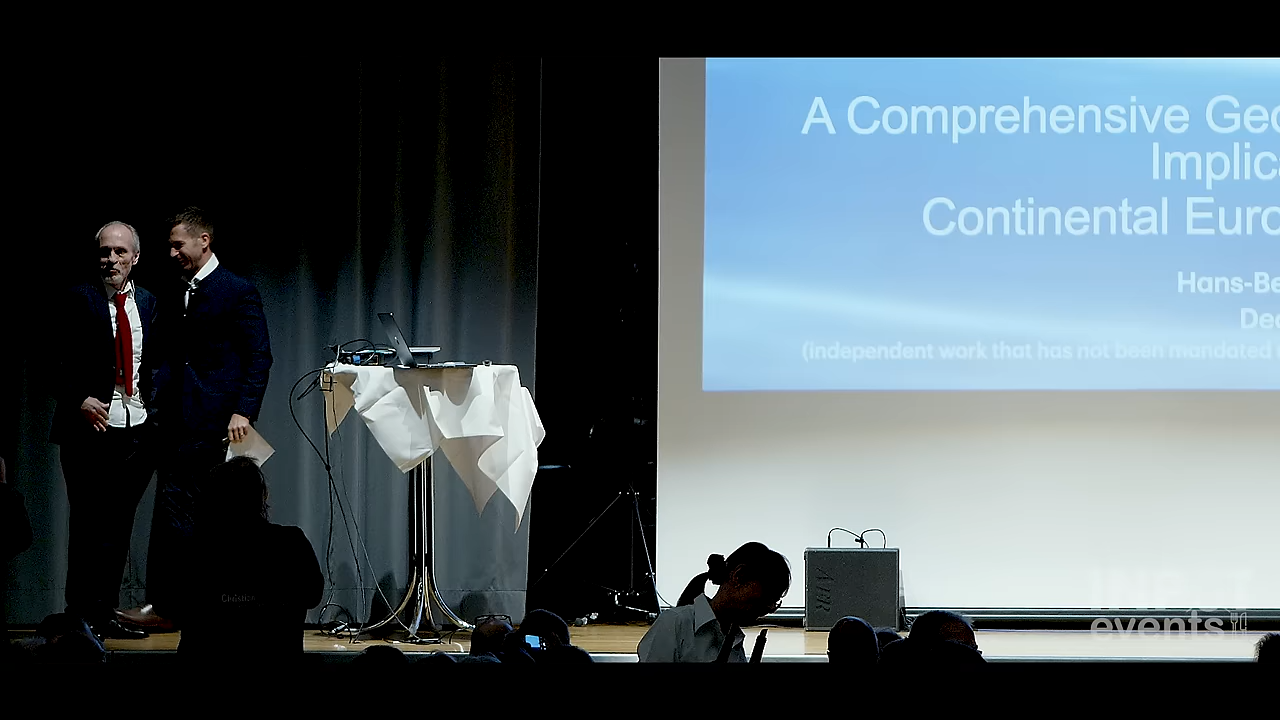 A Comprehensive Geo
Implica
Continental Euro
Hans-Be
Dec
(independent work that has not been mandated
events